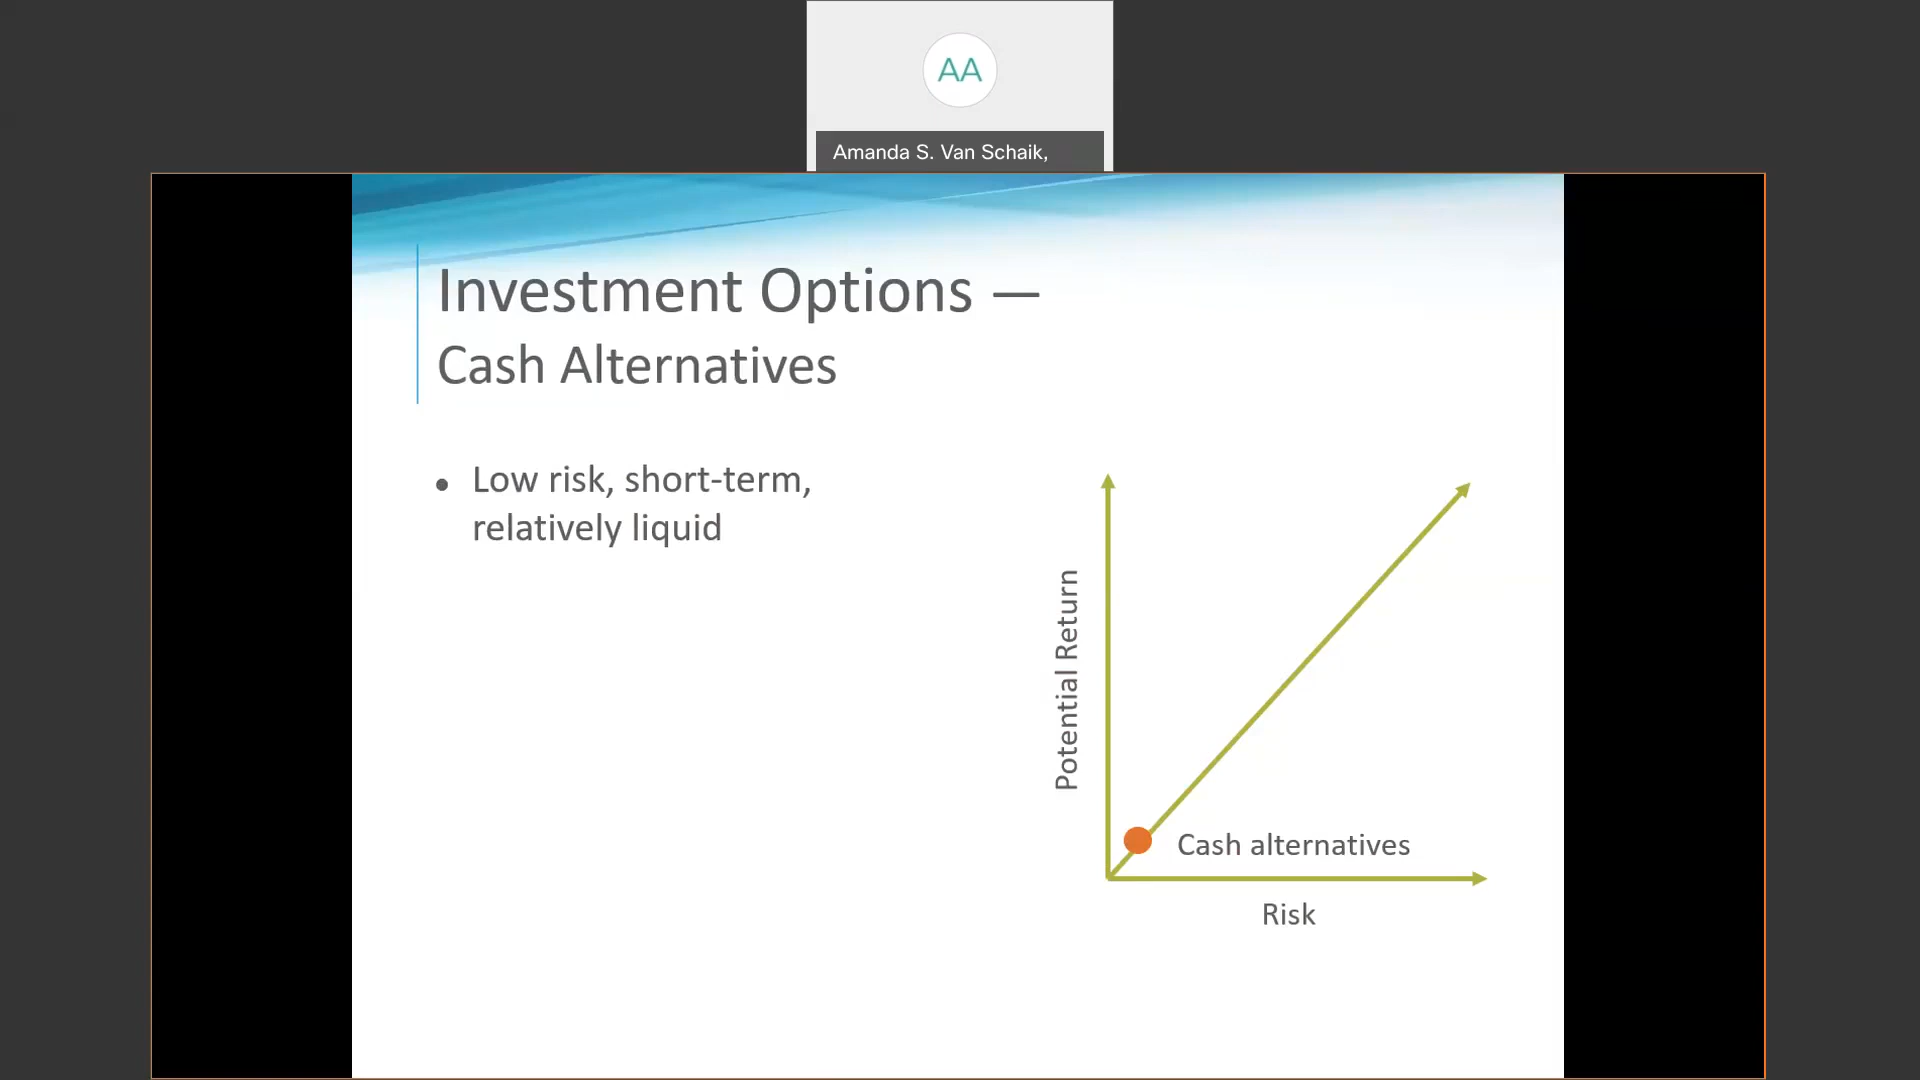 AA
Amanda S. Van Schaik,
Investment Options —
Cash Alternatives
• Low risk, short-term,
relatively liquid
Potential Return
Cash alternatives
Risk